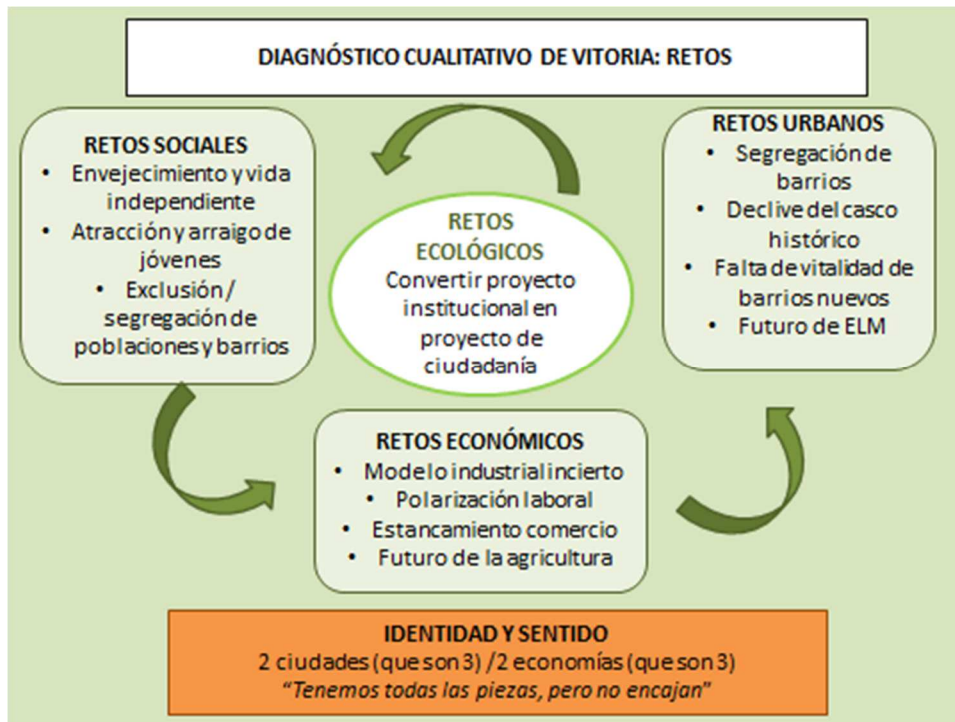 DIAGNÓSTICO CUALITATIVO DE VITORIA: RETOS
RETOS SOCIALES
• Envejecimiento y vida
independiente
• Atracción y arraigo de
jóvenes
• Exclusión /
segregación de
poblaciones y barrios
RETOS
ECOLÓGICOS
Convertir proyecto
institucional en
proyecto de
ciudadanía
RETOS URBANOS
• Segregación de
barrios
• Declive del casco
histórico
• Falta de vitalidad de
barrios nuevos
• Futuro de ELM
RETOS ECONÓMICOS
• Modelo industrial incierto
• Polarización laboral
• Estancamiento comercio
• Futuro de la agricultura
IDENTIDAD Y SENTIDO
2 ciudades (que son 3) /2 economías (que son 3)
“Tenemos todas las piezas, pero no encajan”